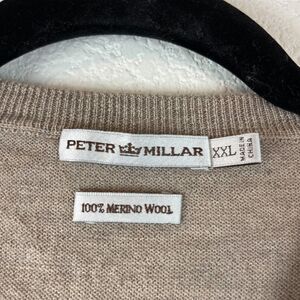 PETER MILLAR
XXL
MADE IN
CHINA
100% MERINO WOOL